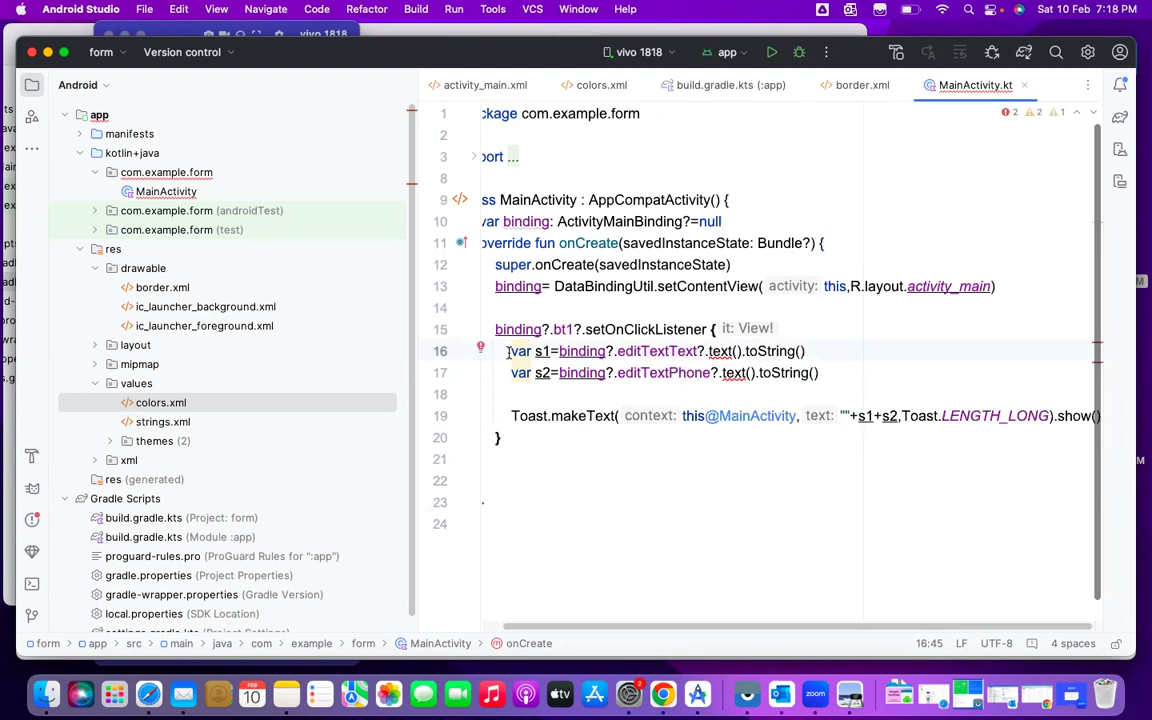 Android Studio File Edit View Navigate Code Refactor Build Run Tools VCS Window Help Sat 10 Feb 7:18 PM
vivo 1818
form Version control vivo 1818 app
Android activity_main.xml colors.xml build.gradle.kts (:app) border.xml MainActivity.kt
app
manifests
kotlin+java
com.example.form
MainActivity
com.example.form (androidTest)
com.example.form (test)
res
drawable
border.xml
ic_launcher_background.xml
ic_launcher_foreground.xml
layout
mipmap
values
colors.xml
strings.xml
themes (2)
xml
res (generated)
Gradle Scripts
build.gradle.kts (Project: form)
build.gradle.kts (Module :app)
proguard-rules.pro (ProGuard Rules for ":app")
gradle.properties (Project Properties)
gradle-wrapper.properties (Gradle Version)
local.properties (SDK Location)
2 2 1
1 ckage com.example.form
2
3 port ...
8
9 ss MainActivity : AppCompatActivity() {
10 var binding: ActivityMainBinding?=null
11 override fun onCreate(savedInstanceState: Bundle?) {
12 super.onCreate(savedInstanceState)
13 binding= DataBindingUtil.setContentView( activity: this,R.layout.activity_main)
14
15 binding?.bt1?.setOnClickListener { it: View!
16 var s1=binding?.editTextText?.text().toString()
17 var s2=binding?.editTextPhone?.text().toString()
18
19 Toast.makeText( context: this@MainActivity, text: ""+s1+s2,Toast.LENGTH_LONG).show()
20 }
21
22
23
24
form app src main java com example form MainActivity onCreate 16:45 LF UTF-8 4 spaces
FEB
10
tv
2
zoom